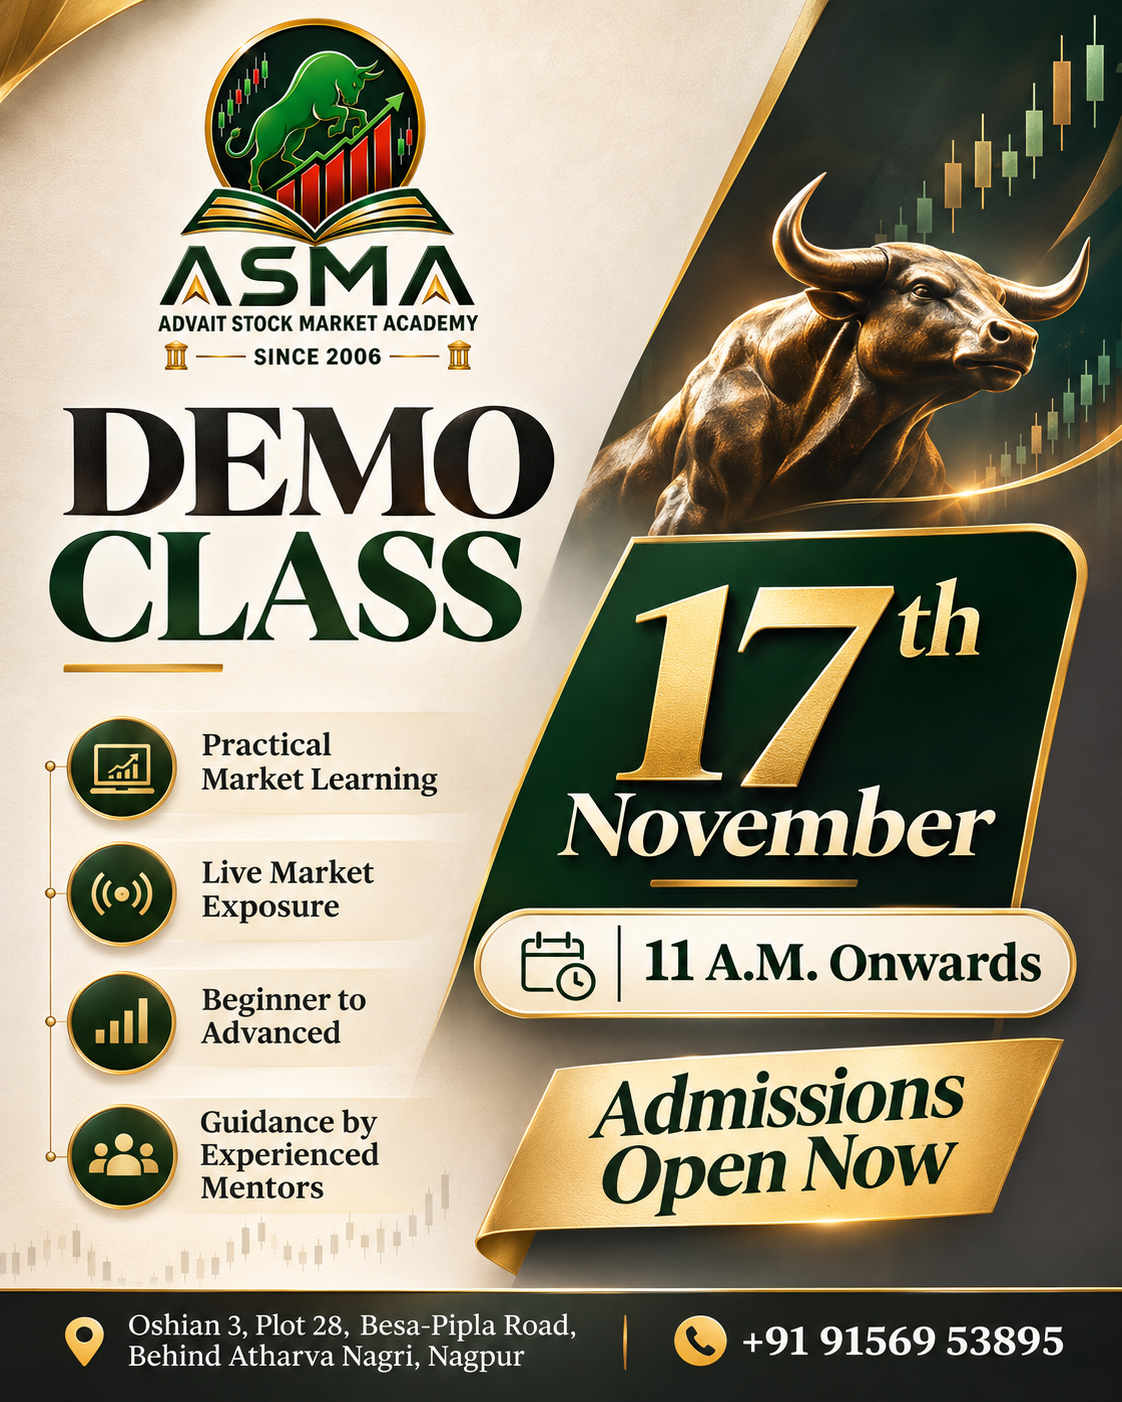 ASMA
ADVAIT STOCK MARKET ACADEMY
SINCE 2006
DEMO
CLASS
Practical
Market Learning
Live Market
Exposure
Beginner to
Advanced
Guidance by
Experienced
Mentors
17th
November
11 A.M. Onwards
Admissions
Open Now
Oshian 3, Plot 28, Besa-Pipla Road,
Behind Atharva Nagri, Nagpur
+91 91569 53895